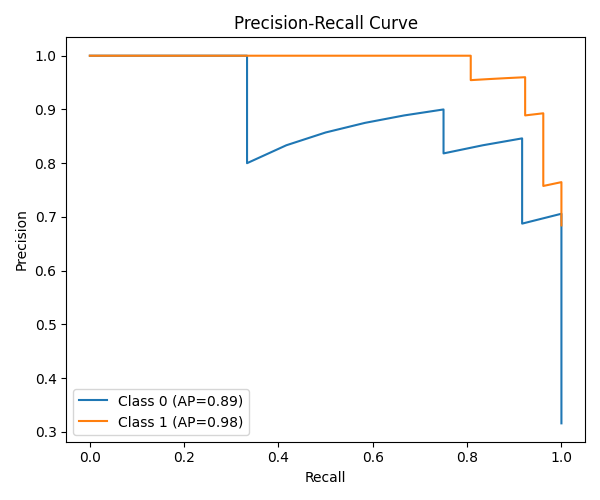 Precision-Recall Curve
1.0
0.9
0.8
0.7
0.6
0.5
0.4
0.3
Precision
Class 0 (AP=0.89)
Class 1 (AP=0.98)
0.0 0.2 0.4 0.6 0.8 1.0
Recall